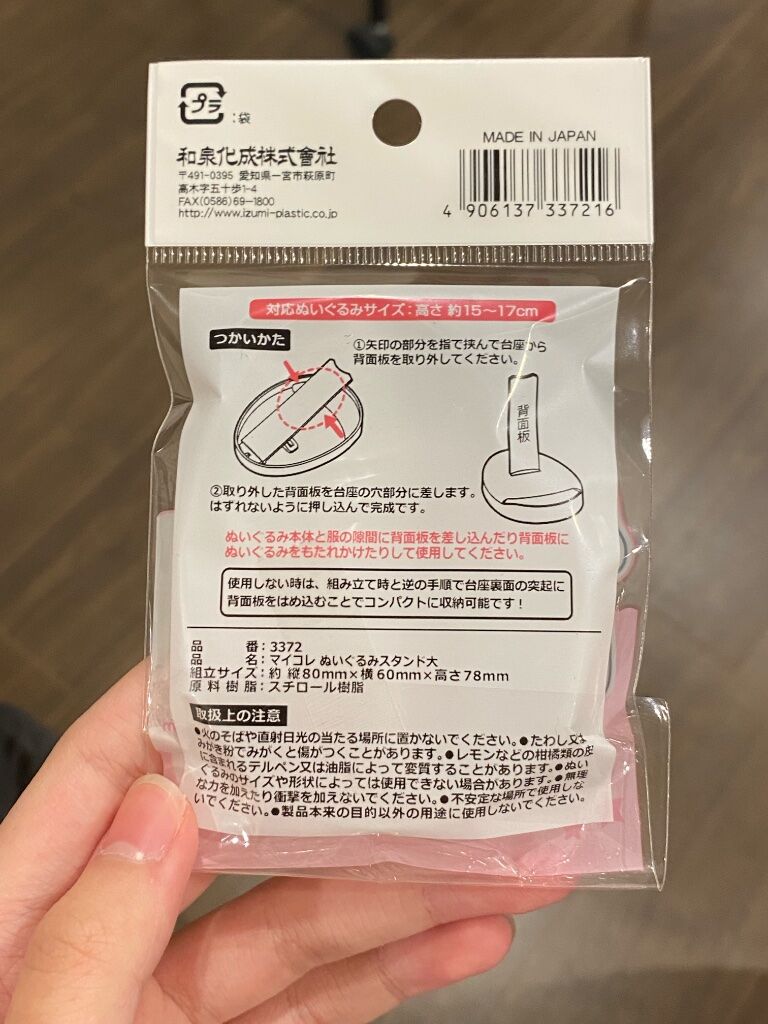 プラ
:袋
和泉化成株式會社
〒491-0395 愛知県一宮市萩原町
高木字五十歩1-4
FAX(0586)69-1800
http://www.izumi-plastic.co.jp
MADE IN JAPAN
4 906137 337216
対応ぬいぐるみサイズ:高さ 約15~17cm
つかいかた
①矢印の部分を指で挟んで台座から
背面板を取り外してください。
背面板
②取り外した背面板を台座の穴部分に差します。
はずれないように押し込んで完成です。
ぬいぐるみ本体と服の隙間に背面板を差し込んだり背面板に
ぬいぐるみをもたれかけたりして使用してください。
使用しない時は、組み立て時と逆の手順で台座裏面の突起に
背面板をはめ込むことでコンパクトに収納可能です!
品番:3372
品名:マイコレ ぬいぐるみスタンド大
組立サイズ:約 縦80mm×横60mm×高さ78mm
原料樹脂:スチロール樹脂
取扱上の注意
●火のそばや直射日光の当たる場所に置かないでください。●たわし又は
みがき粉でみがくと傷がつくことがあります。●レモンなどの柑橘類の皮
に含まれるテルペン又は油脂によって変質することがあります。●ぬい
ぐるみのサイズや形状によっては使用できない場合があります。●無理
な力を加えたり衝撃を加えないでください。●不安定な場所で使用しな
いでください。●製品本来の目的以外の用途に使用しないでください。